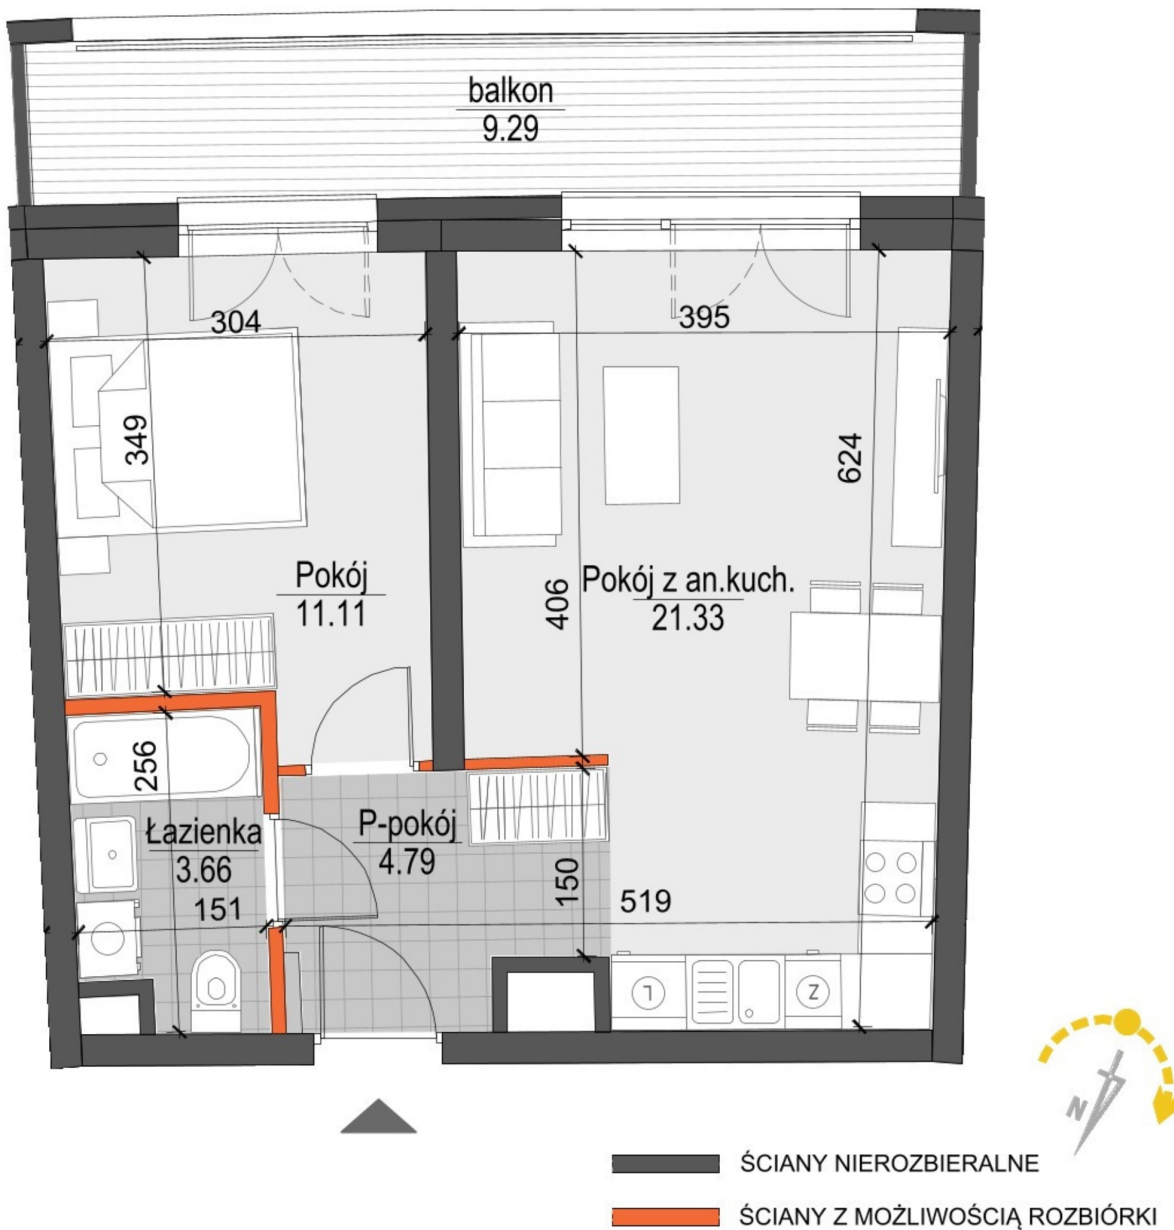 balkon
9.29
304
395
349
624
Pokój
11.11
406
Pokój z an.kuch.
21.33
256
Łazienka
3.66
151
P-pokój
4.79
150
519
L
Z
N
ŚCIANY NIEROZBIERALNE
ŚCIANY Z MOŻLIWOŚCIĄ ROZBIÓRKI